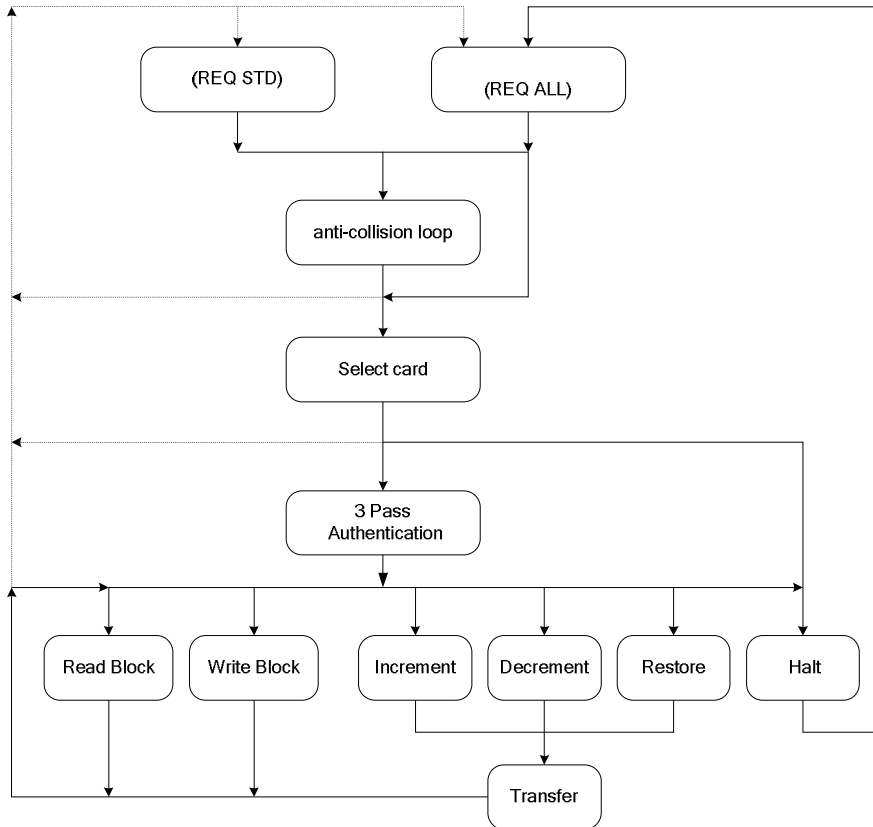 (REQ STD)
(REQ ALL)
anti-collision loop
Select card
3 Pass
Authentication
Read Block
Write Block
Increment
Decrement
Restore
Halt
Transfer